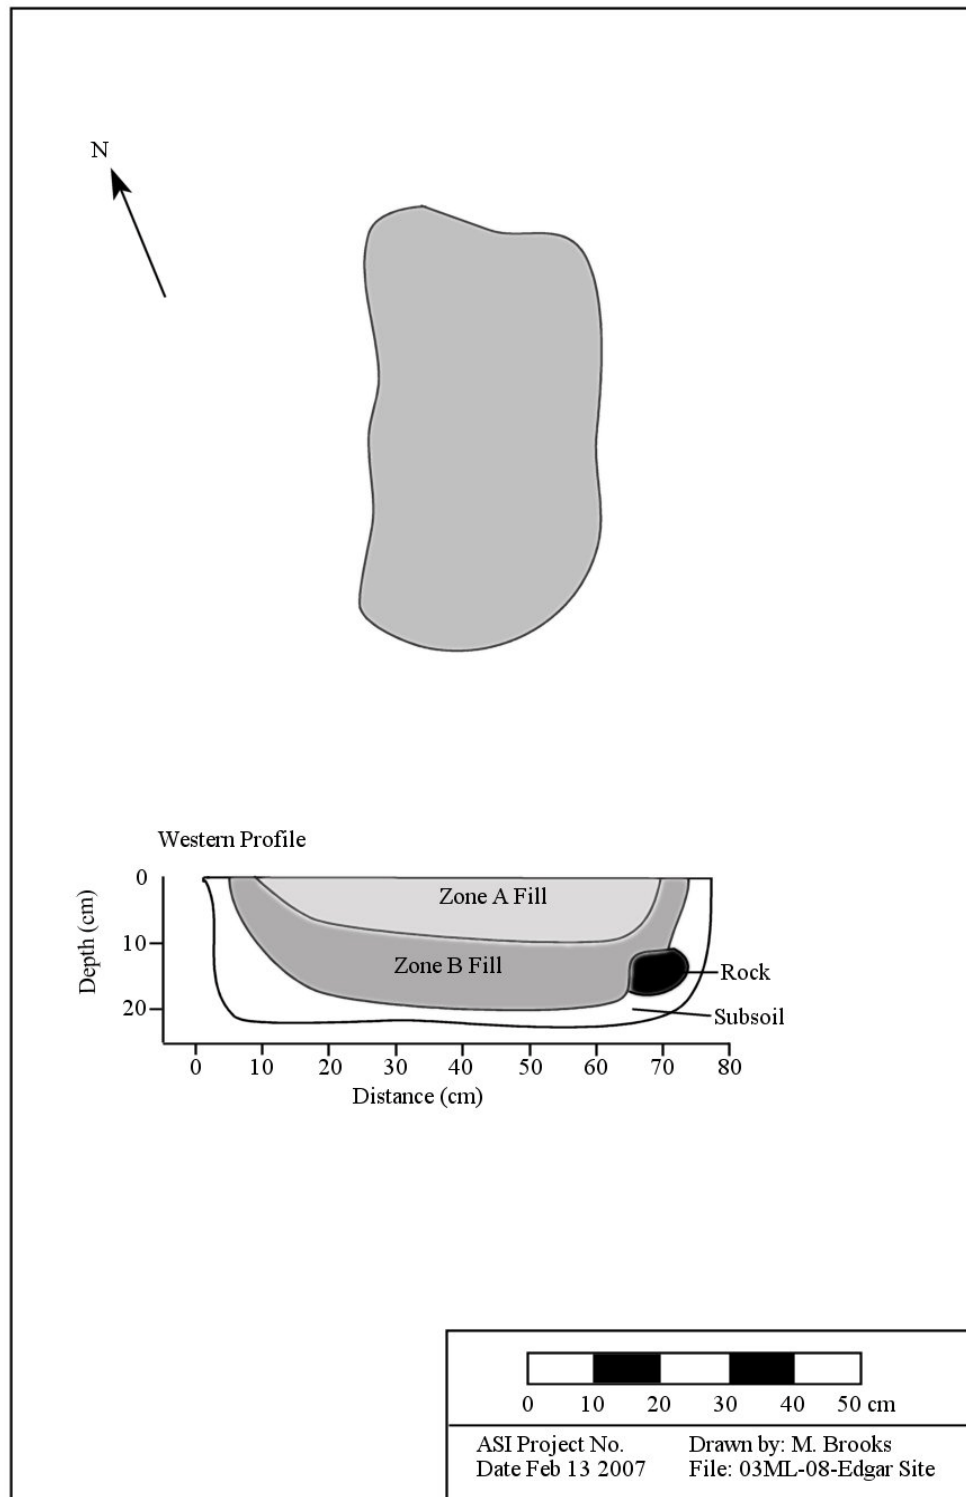 N
Western Profile
0
10
20
Depth (cm)
Zone A Fill
Zone B Fill
Rock
Subsoil
0 10 20 30 40 50 60 70 80
Distance (cm)
0 10 20 30 40 50 cm
ASI Project No.
Date Feb 13 2007
Drawn by: M. Brooks
File: 03ML-08-Edgar Site